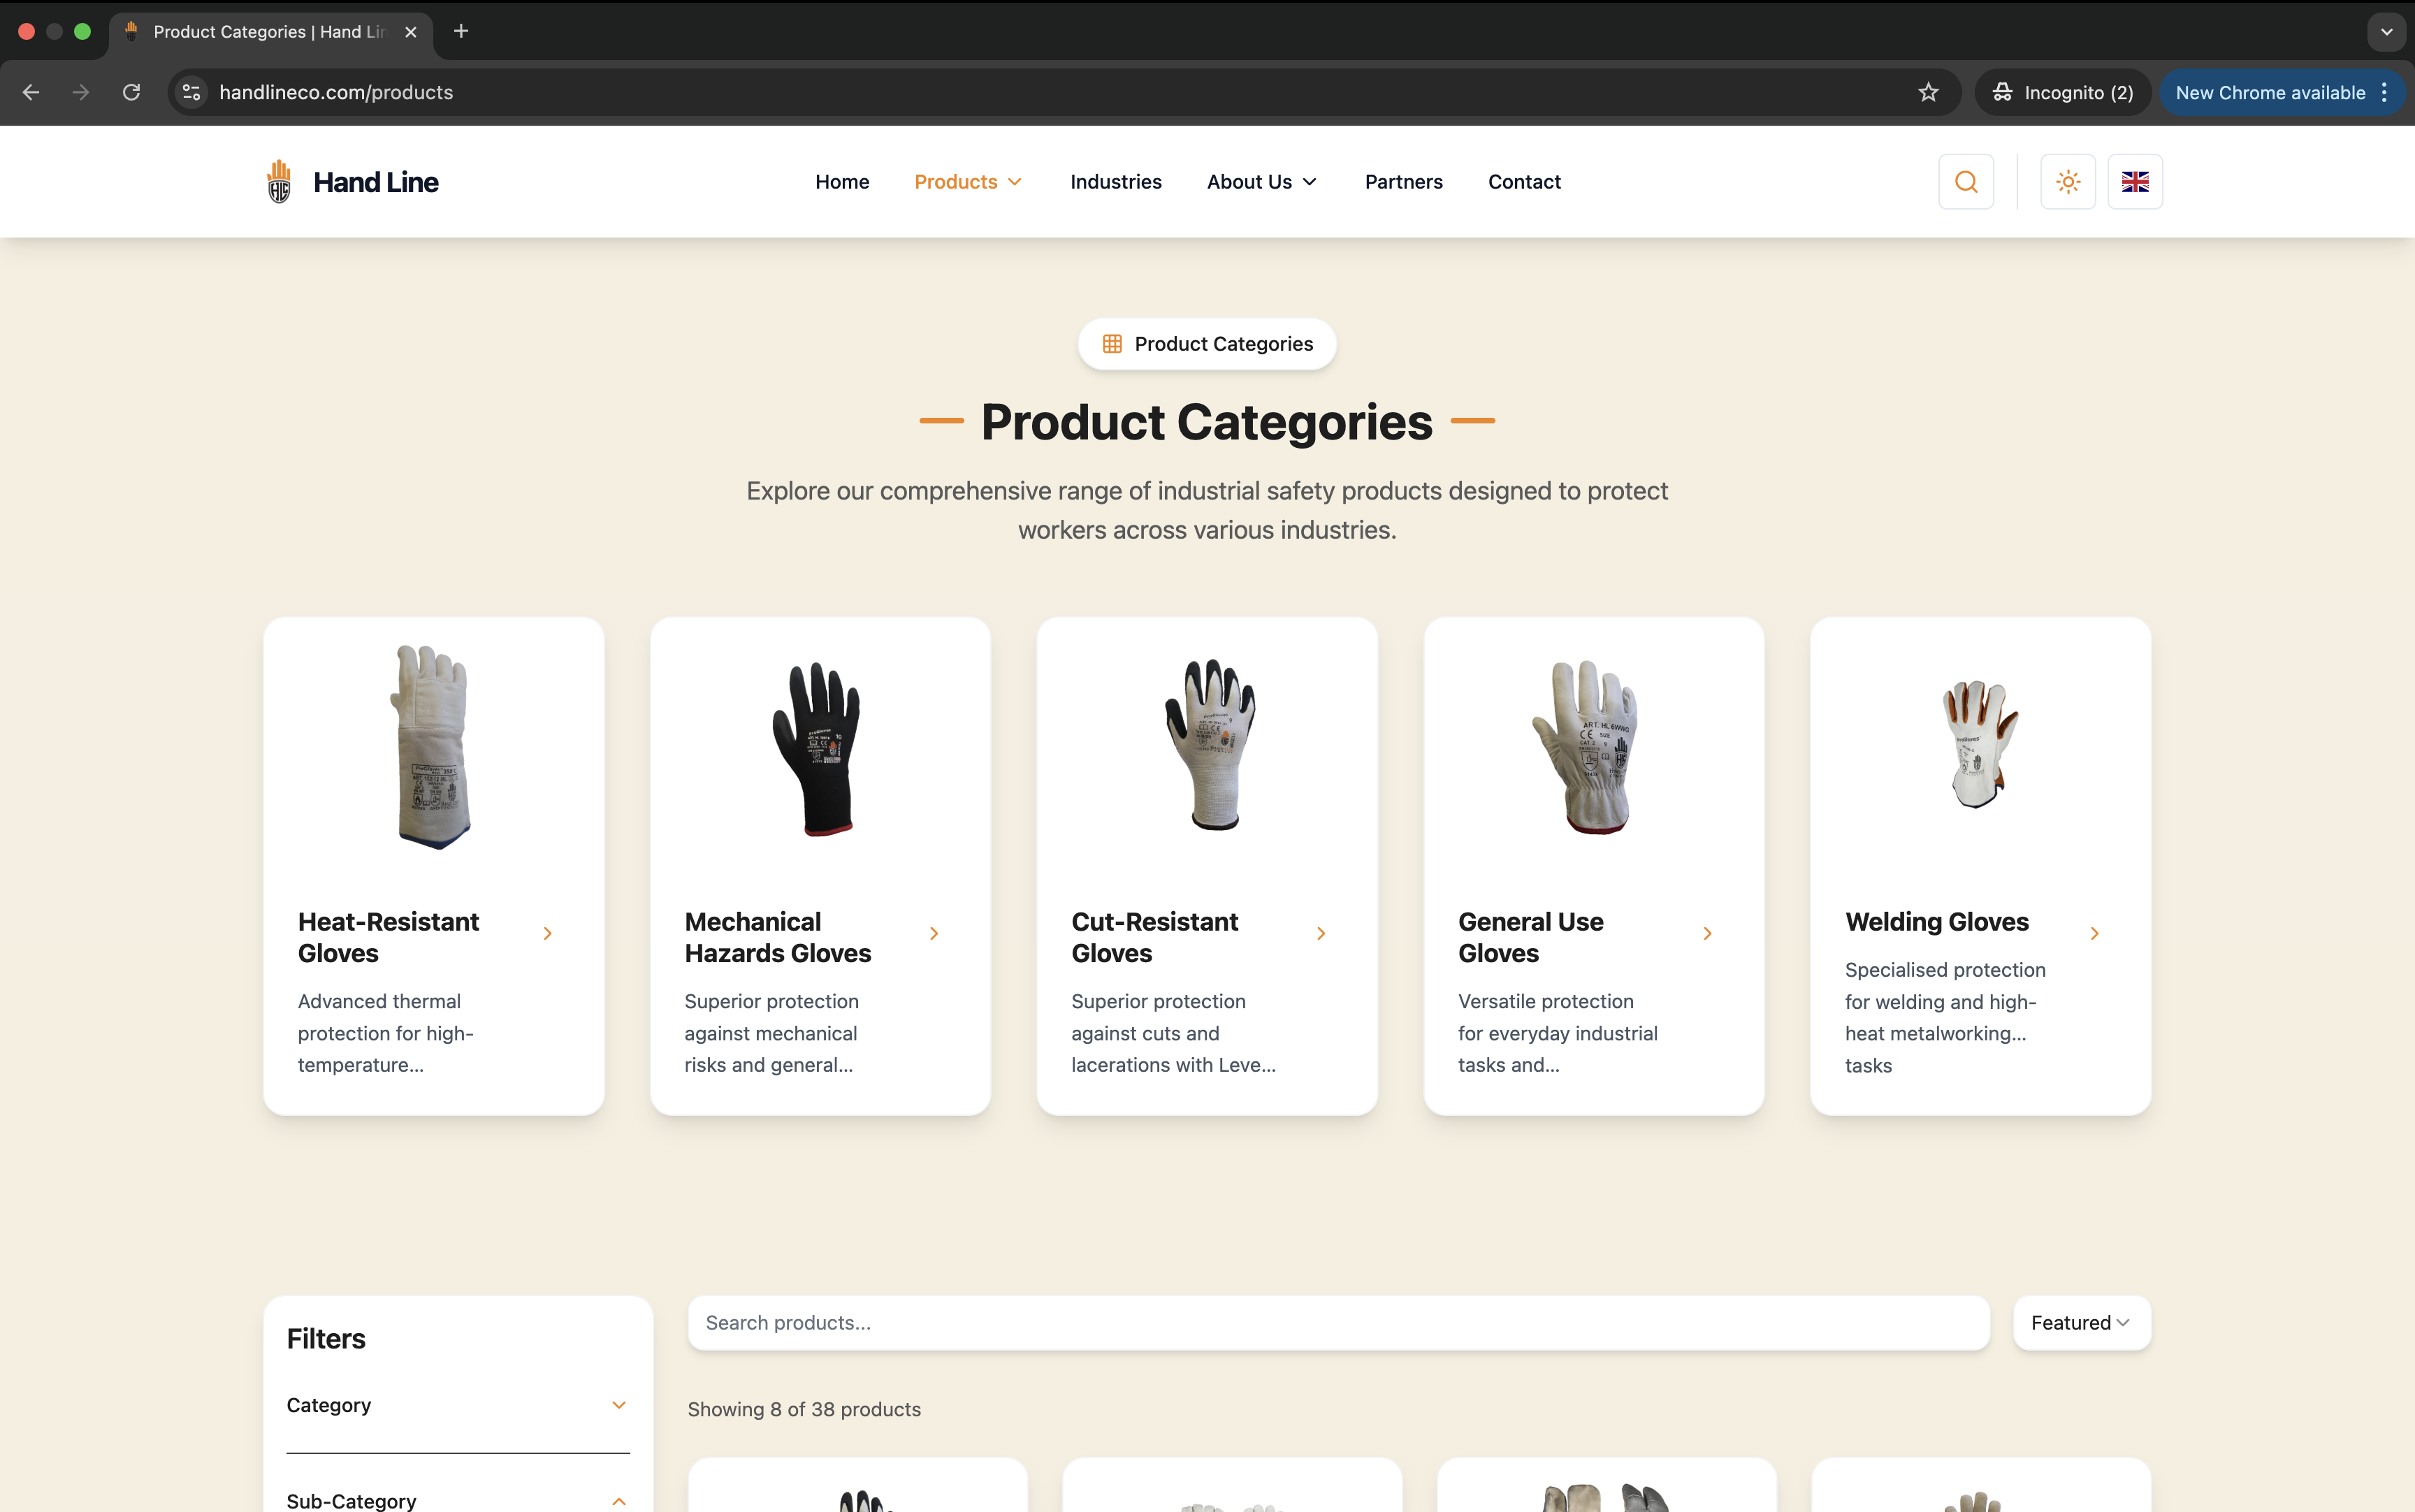 Product Categories | Hand Lin
handlineco.com/products
Incognito (2)
New Chrome available
Hand Line
Home
Products
Industries
About Us
Partners
Contact
Product Categories
Product Categories
Explore our comprehensive range of industrial safety products designed to protect
workers across various industries.
ART. HL 6WWG
Heat-Resistant
Gloves
Advanced thermal
protection for high-
temperature...
Mechanical
Hazards Gloves
Superior protection
against mechanical
risks and general...
Cut-Resistant
Gloves
Superior protection
against cuts and
lacerations with Leve...
General Use
Gloves
Versatile protection
for everyday industrial
tasks and...
Welding Gloves
Specialised protection
for welding and high-
heat metalworking...
tasks
Filters
Category
Sub-Category
Search products...
Featured
Showing 8 of 38 products